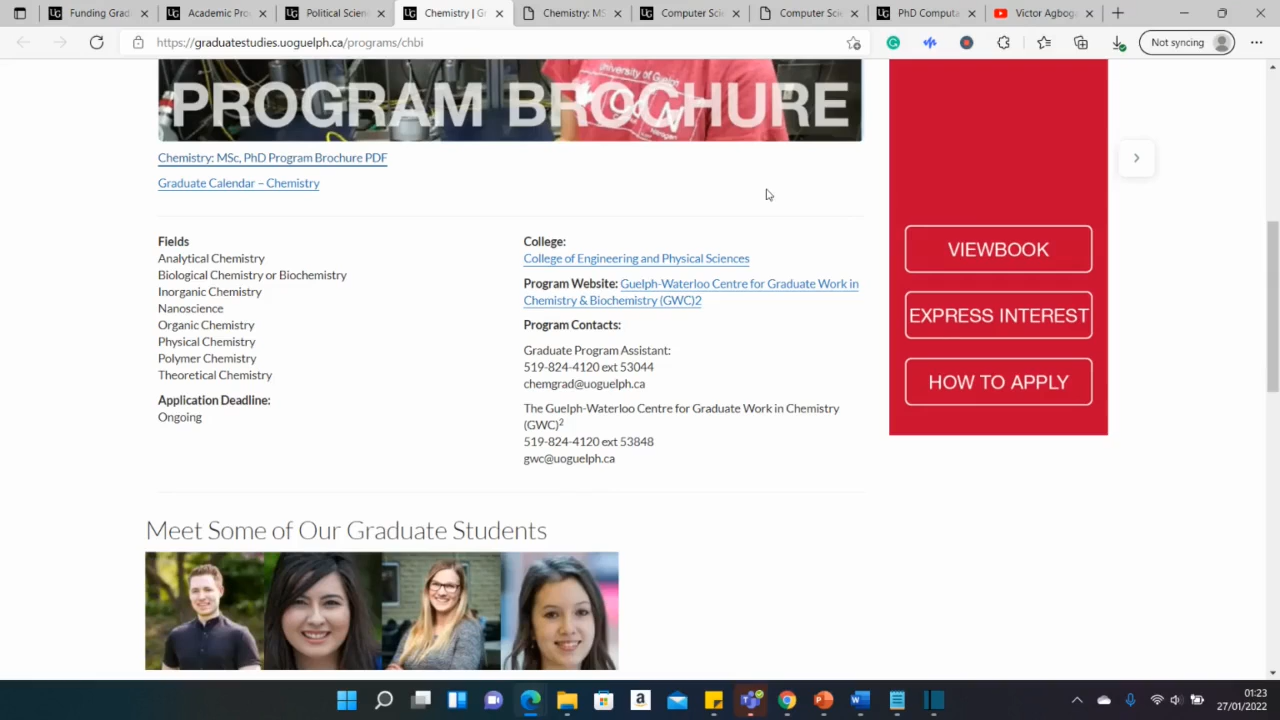 Funding Grad
Academic Pro
Political Scien
Chemistry | G
Chemistry: MS
Computer Scie
Computer Scie
PhD Computa
Victor Agbog
https://graduatestudies.uoguelph.ca/programs/chbi
Not syncing
University of Guelph
PROGRAM BROCHURE
Chemistry: MSc, PhD Program Brochure PDF
Graduate Calendar – Chemistry
Fields
Analytical Chemistry
Biological Chemistry or Biochemistry
Inorganic Chemistry
Nanoscience
Organic Chemistry
Physical Chemistry
Polymer Chemistry
Theoretical Chemistry
Application Deadline:
Ongoing
College:
College of Engineering and Physical Sciences
Program Website: Guelph-Waterloo Centre for Graduate Work in
Chemistry & Biochemistry (GWC)2
Program Contacts:
Graduate Program Assistant:
519-824-4120 ext 53044
chemgrad@uoguelph.ca
The Guelph-Waterloo Centre for Graduate Work in Chemistry
(GWC)²
519-824-4120 ext 53848
gwc@uoguelph.ca
VIEWBOOK
EXPRESS INTEREST
HOW TO APPLY
Meet Some of Our Graduate Students
01:23
27/01/2022